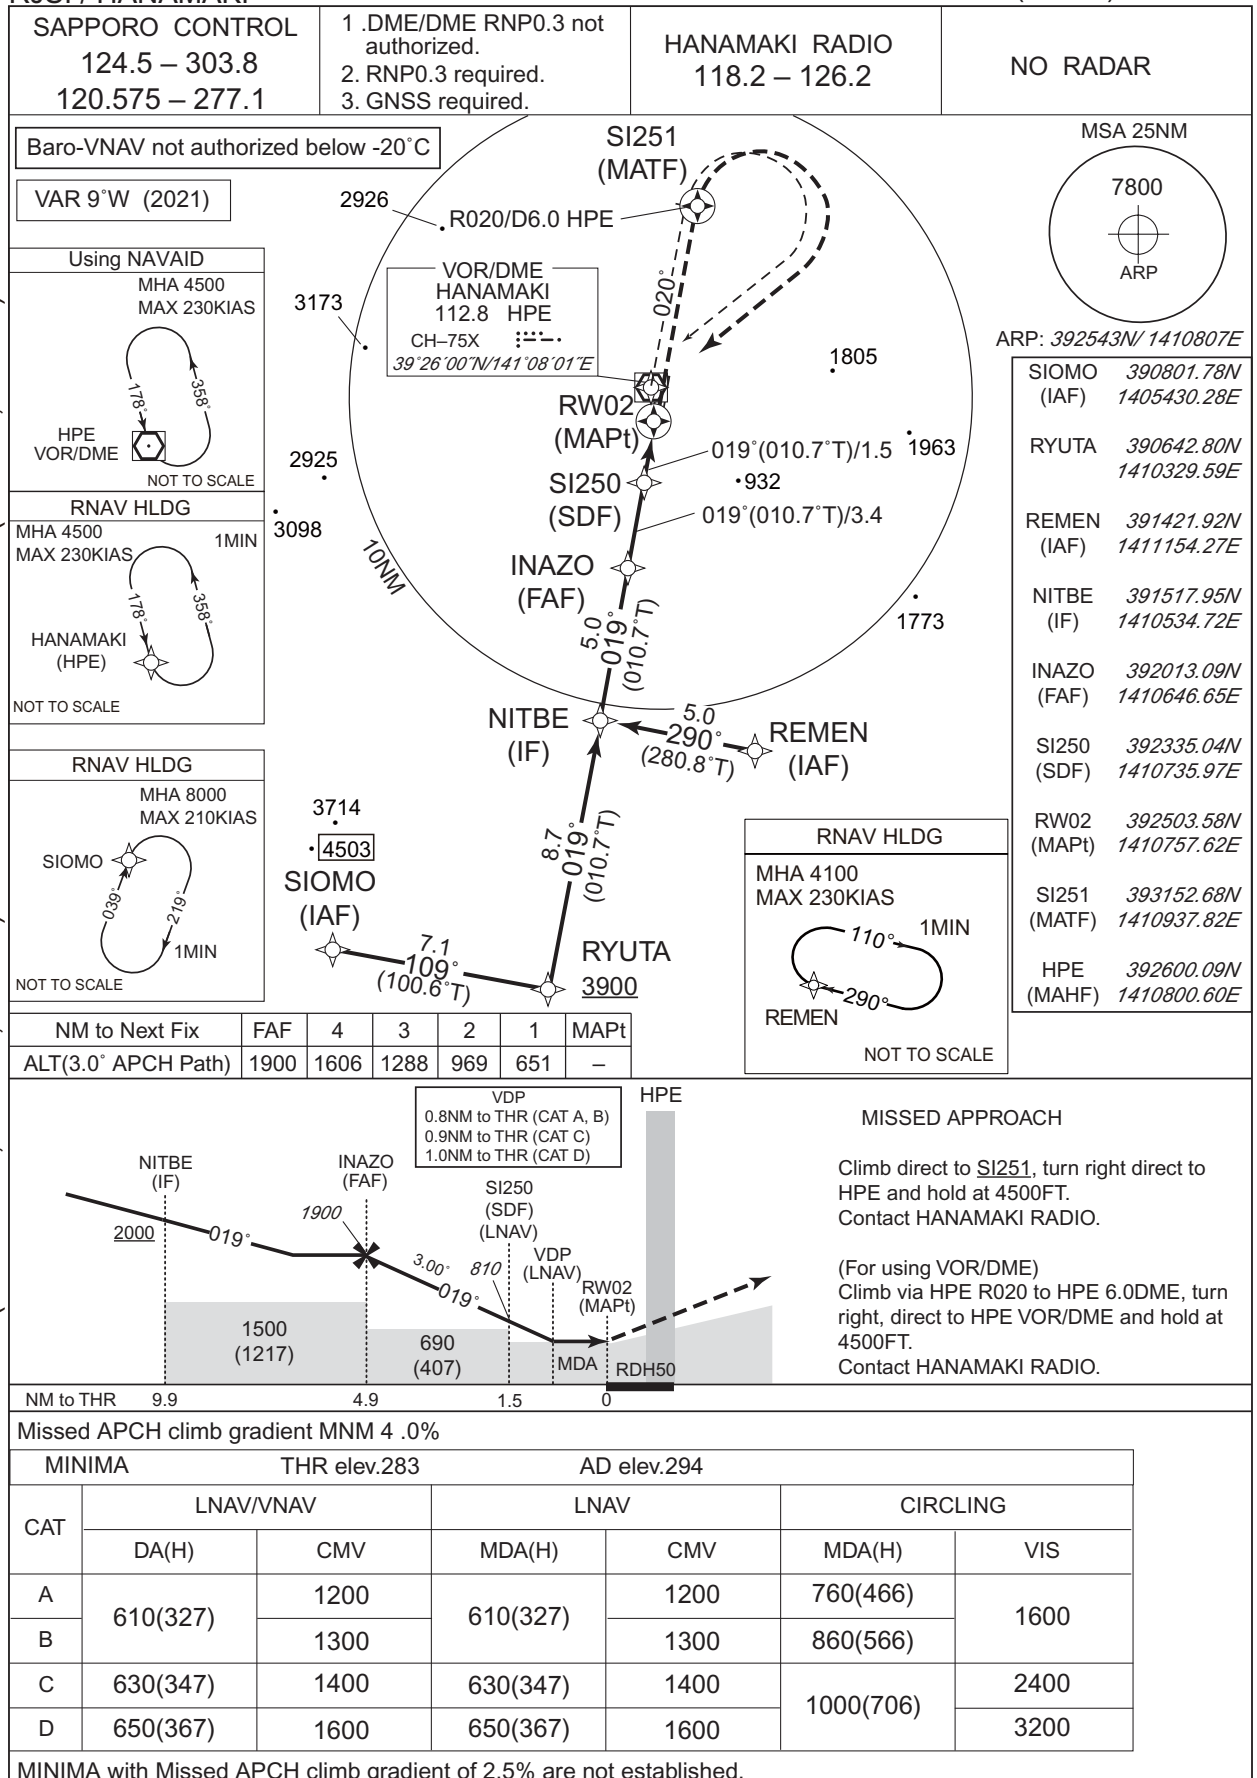 SAPPORO CONTROL
124.5 – 303.8
120.575 – 277.1
1 .DME/DME RNP0.3 not
authorized.
2. RNP0.3 required.
3. GNSS required.
HANAMAKI RADIO
118.2 – 126.2
NO RADAR
Baro-VNAV not authorized below -20˚C
VAR 9˚W (2021)
SI251
(MATF)
MSA 25NM
7800
ARP
ARP: 392543N/ 1410807E
2926
R020/D6.0 HPE
VOR/DME
HANAMAKI
112.8 HPE
CH–75X
39˚26´00˝N/141˚08´01˝E
020˚
3173
1805
Using NAVAID
MHA 4500
MAX 230KIAS
178˚
358˚
HPE
VOR/DME
NOT TO SCALE
RW02
(MAPt)
019˚(010.7˚T)/1.5
1963
2925
SI250
(SDF)
932
019˚(010.7˚T)/3.4
3098
RNAV HLDG
MHA 4500
MAX 230KIAS
1MIN
178˚
358˚
HANAMAKI
(HPE)
NOT TO SCALE
10NM
INAZO
(FAF)
1773
5.0
019˚
(010.7˚T)
NITBE
(IF)
5.0
290˚
(280.8˚T)
REMEN
(IAF)
RNAV HLDG
MHA 8000
MAX 210KIAS
SIOMO
039˚
219˚
1MIN
NOT TO SCALE
3714
4503
SIOMO
(IAF)
8.7
019˚
(010.7˚T)
7.1
109˚
(100.6˚T)
RYUTA
3900
RNAV HLDG
MHA 4100
MAX 230KIAS
110˚
1MIN
290˚
REMEN
NOT TO SCALE
SIOMO 390801.78N
(IAF) 1405430.28E
RYUTA 390642.80N
1410329.59E
REMEN 391421.92N
(IAF) 1411154.27E
NITBE 391517.95N
(IF) 1410534.72E
INAZO 392013.09N
(FAF) 1410646.65E
SI250 392335.04N
(SDF) 1410735.97E
RW02 392503.58N
(MAPt) 1410757.62E
SI251 393152.68N
(MATF) 1410937.82E
HPE 392600.09N
(MAHF) 1410800.60E
NM to Next Fix FAF 4 3 2 1 MAPt
ALT(3.0˚ APCH Path) 1900 1606 1288 969 651 –
VDP
0.8NM to THR (CAT A, B)
0.9NM to THR (CAT C)
1.0NM to THR (CAT D)
HPE
NITBE
(IF)
INAZO
(FAF)
SI250
(SDF)
(LNAV)
VDP
(LNAV)
RW02
(MAPt)
2000
019˚
1900
3.00˚
019˚
810
1500
(1217)
690
(407)
MDA
RDH50
NM to THR 9.9 4.9 1.5 0
MISSED APPROACH
Climb direct to SI251, turn right direct to
HPE and hold at 4500FT.
Contact HANAMAKI RADIO.
(For using VOR/DME)
Climb via HPE R020 to HPE 6.0DME, turn
right, direct to HPE VOR/DME and hold at
4500FT.
Contact HANAMAKI RADIO.
Missed APCH climb gradient MNM 4 .0%
MINIMA THR elev.283 AD elev.294
CAT LNAV/VNAV LNAV CIRCLING
DA(H) CMV MDA(H) CMV MDA(H) VIS
A 610(327) 1200 610(327) 1200 760(466) 1600
B 1300 1300 860(566)
C 630(347) 1400 630(347) 1400 1000(706) 2400
D 650(367) 1600 650(367) 1600 3200
MINIMA with Missed APCH climb gradient of 2.5% are not established.